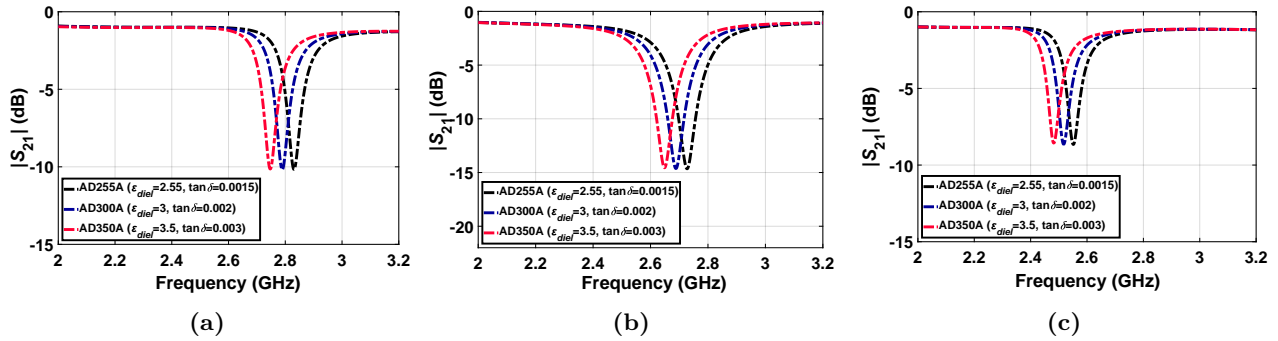 0
-5
-10
-15
|S21| (dB)
AD255A (εdiel=2.55, tanδ=0.0015)
AD300A (εdiel=3, tanδ=0.002)
AD350A (εdiel=3.5, tanδ=0.003)
2 2.2 2.4 2.6 2.8 3 3.2
Frequency (GHz)
(a)
0
-5
-10
-15
-20
|S21| (dB)
AD255A (εdiel=2.55, tanδ=0.0015)
AD300A (εdiel=3, tanδ=0.002)
AD350A (εdiel=3.5, tanδ=0.003)
2 2.2 2.4 2.6 2.8 3 3.2
Frequency (GHz)
(b)
0
-5
-10
-15
|S21| (dB)
AD255A (εdiel=2.55, tanδ=0.0015)
AD300A (εdiel=3, tanδ=0.002)
AD350A (εdiel=3.5, tanδ=0.003)
2 2.2 2.4 2.6 2.8 3 3.2
Frequency (GHz)
(c)